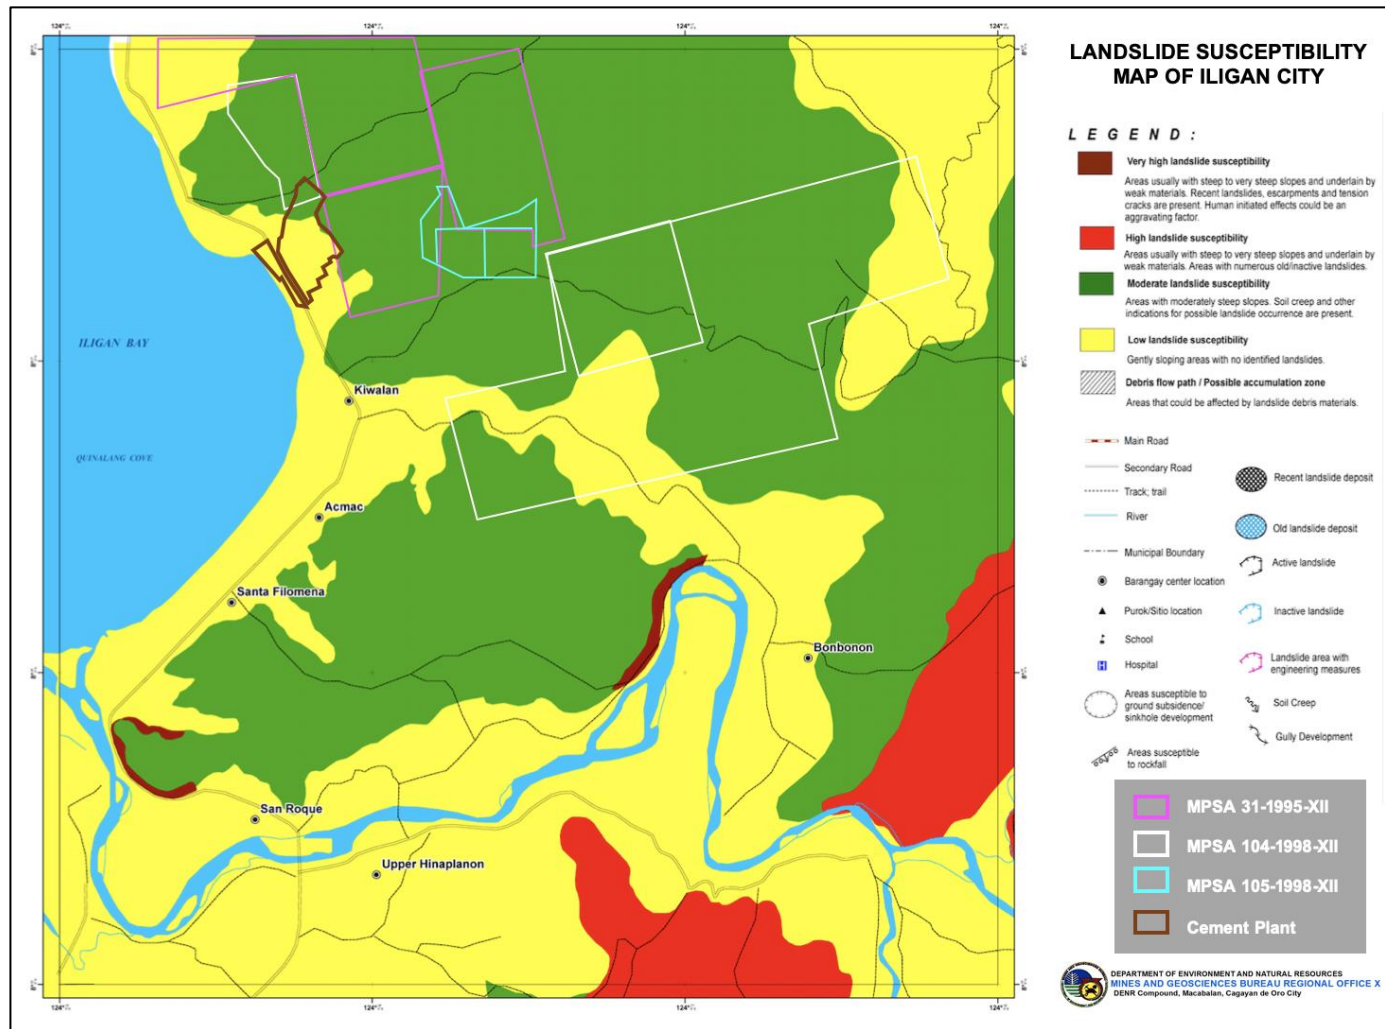 LANDSLIDE SUSCEPTIBILITY
MAP OF ILIGAN CITY
LEGEND:
Very high landslide susceptibility
Areas usually with steep to very steep slopes and underlain by
weak materials. Recent landslides, escarpments and tension
cracks are present. Human initiated effects could be an
aggravating factor.
High landslide susceptibility
Areas usually with steep to very steep slopes and underlain by
weak materials. Areas with numerous old/inactive landslides.
Moderate landslide susceptibility
Areas with moderately steep slopes. Soil creep and other
indications for possible landslide occurrence are present.
Low landslide susceptibility
Gently sloping areas with no identified landslides.
Debris flow path / Possible accumulation zone
Areas that could be affected by landslide debris materials.
Main Road
Secondary Road
Track; trail
River
Municipal Boundary
Barangay center location
Purok/Sitio location
School
H
Hospital
Areas susceptible to
ground subsidence/
sinkhole development
Areas susceptible
to rockfall
Recent landslide deposit
Old landslide deposit
Active landslide
Inactive landslide
Landslide area with
engineering measures
Soil Creep
Gully Development
MPSA 31-1995-XII
MPSA 104-1998-XII
MPSA 105-1998-XII
Cement Plant
DEPARTMENT OF ENVIRONMENT AND NATURAL RESOURCES
MINES AND GEOSCIENCES BUREAU REGIONAL OFFICE X
DENR Compound, Macabalan, Cagayan de Oro City
ILIGAN BAY
QUINALANG COVE
Kiwalan
Acmac
Santa Filomena
Bonbonon
San Roque
Upper Hinaplanon